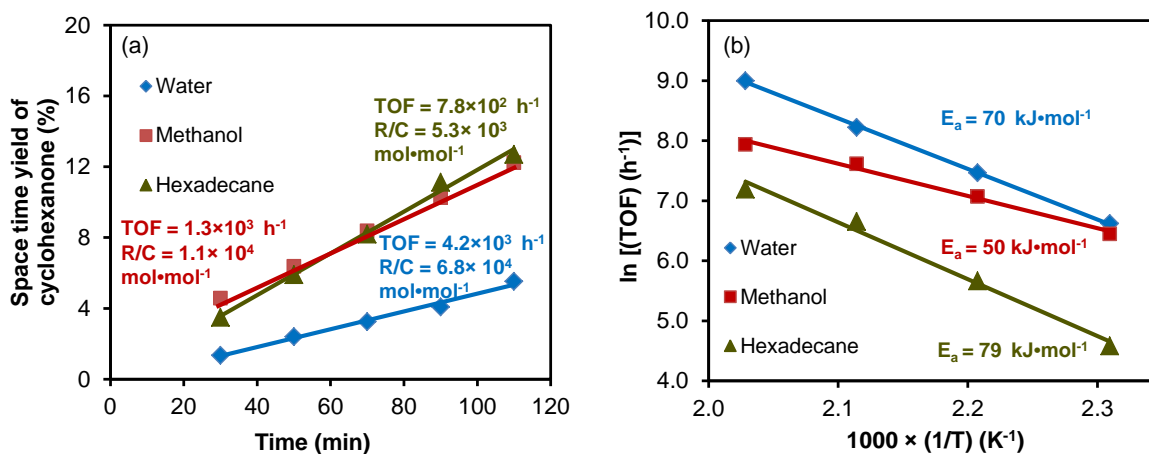 (a)
Water
Methanol
Hexadecane
TOF = 7.8×10² h⁻¹
R/C = 5.3× 10³
mol•mol⁻¹
TOF = 1.3×10³ h⁻¹
R/C = 1.1× 10⁴
mol•mol⁻¹
TOF = 4.2×10³ h⁻¹
R/C = 6.8× 10⁴
mol•mol⁻¹
20
16
12
8
4
0
0 20 40 60 80 100 120
Space time yield of
cyclohexanone (%)
Time (min)
(b)
Eₐ = 70 kJ•mol⁻¹
Eₐ = 50 kJ•mol⁻¹
Eₐ = 79 kJ•mol⁻¹
Water
Methanol
Hexadecane
9.0
8.0
7.0
6.0
5.0
4.0
2.0 2.1 2.2 2.3
ln [(TOF) (h⁻¹)]
1000 × (1/T) (K⁻¹)